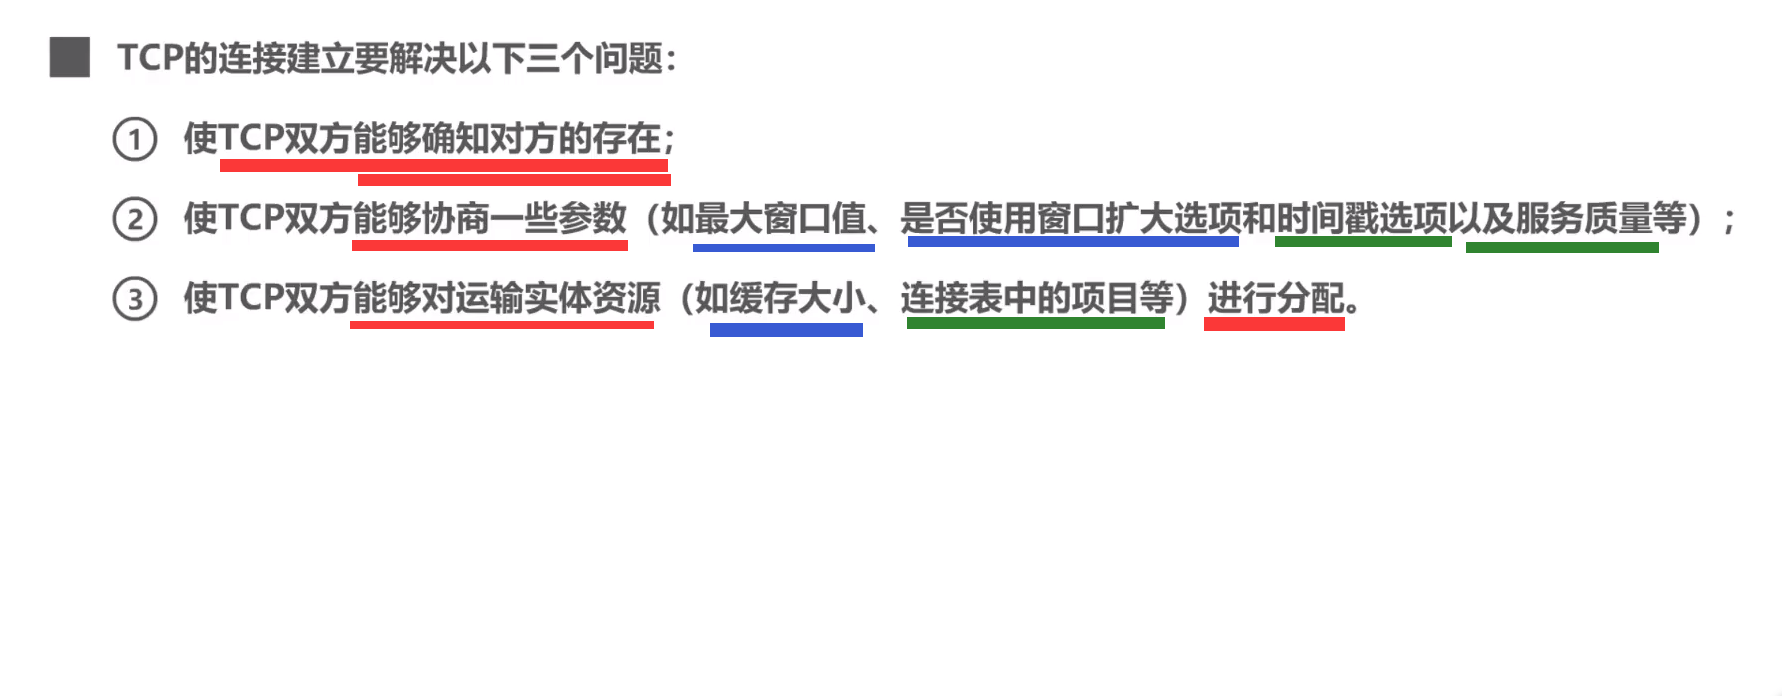 TCP的连接建立要解决以下三个问题：
① 使TCP双方能够确知对方的存在；
② 使TCP双方能够协商一些参数（如最大窗口值、是否使用窗口扩大选项和时间戳选项以及服务质量等）；
③ 使TCP双方能够对运输实体资源（如缓存大小、连接表中的项目等）进行分配。